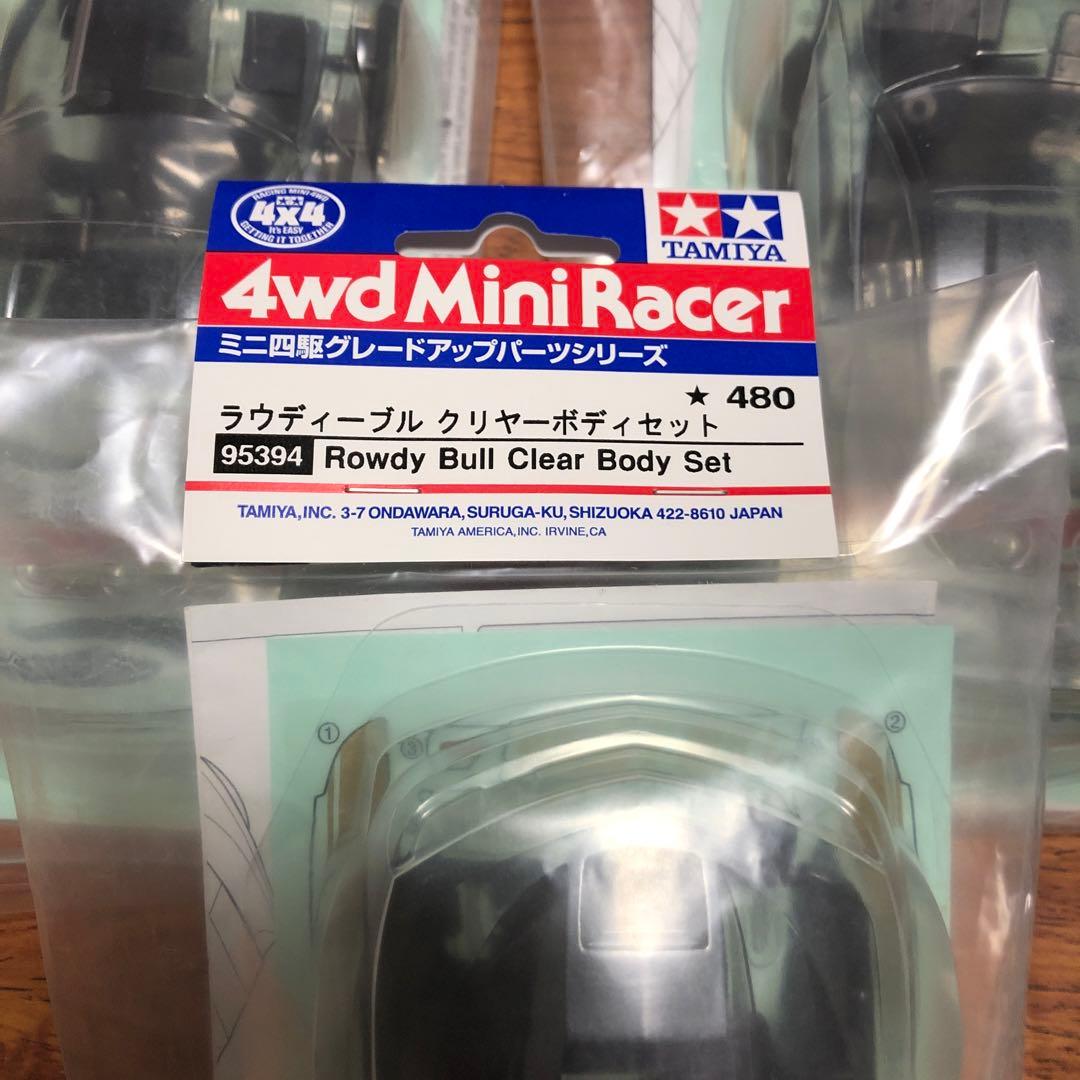 RACING MINI 4WD
4x4
It's EASY
GETTING IT TOGETHER
TAMIYA
4wd Mini Racer
ミニ四駆グレードアップパーツシリーズ
★ 480
ラウディーブル クリヤーボディセット
95394 Rowdy Bull Clear Body Set
TAMIYA,INC. 3-7 ONDAWARA, SURUGA-KU, SHIZUOKA 422-8610 JAPAN
TAMIYA AMERICA,INC. IRVINE,CA
① ③ ②